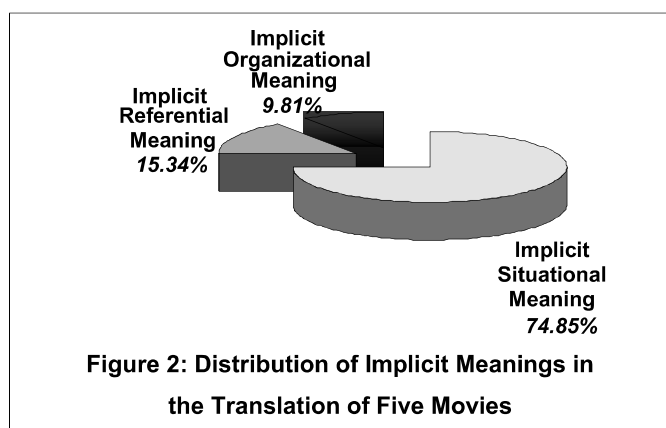 Implicit
Organizational
Meaning
9.81%
Implicit
Referential
Meaning
15.34%
Implicit
Situational
Meaning
74.85%
Figure 2: Distribution of Implicit Meanings in
the Translation of Five Movies